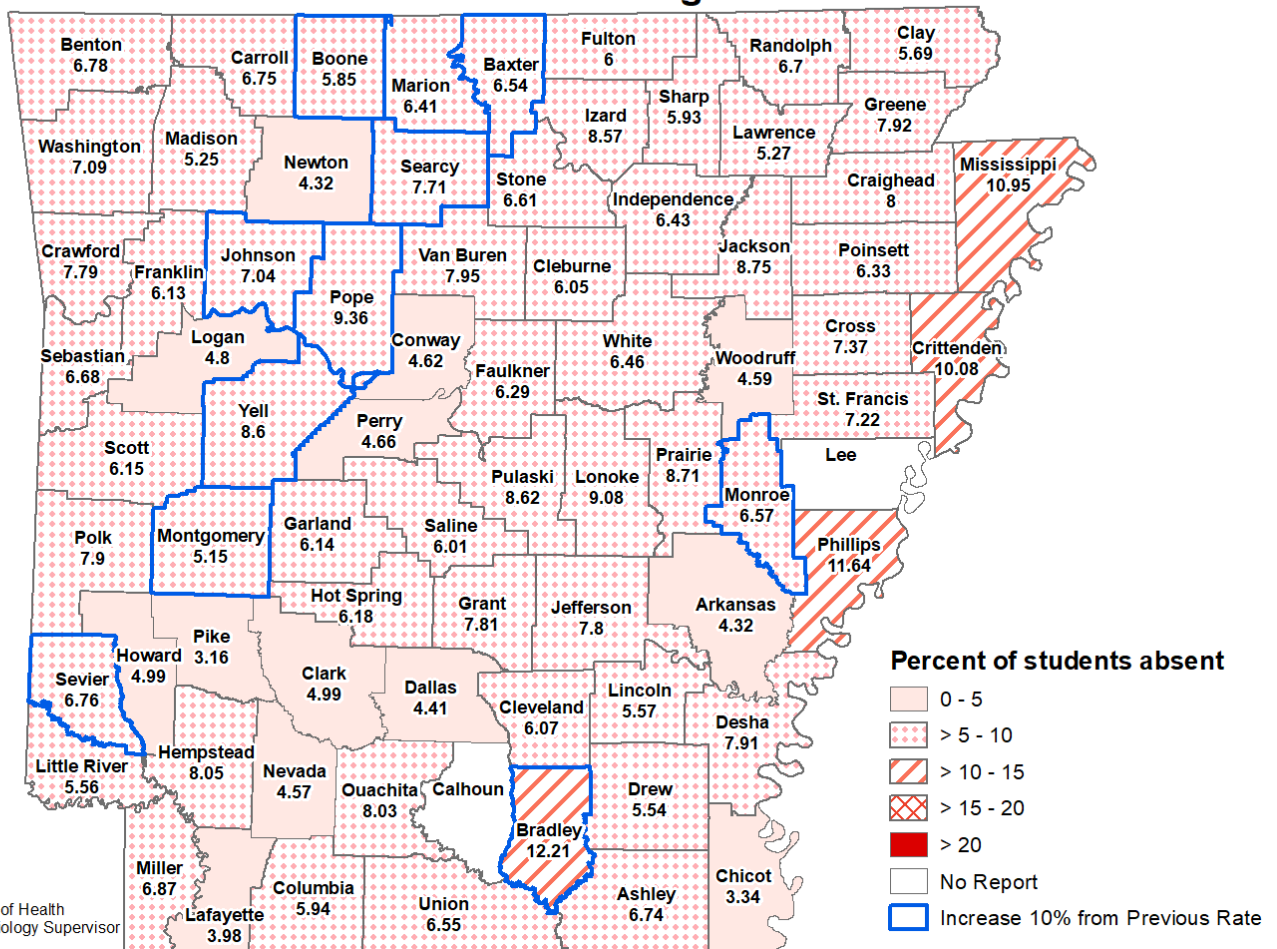 Benton
6.78
Carroll
6.75
Boone
5.85
Marion
6.41
Baxter
6.54
Fulton
6
Randolph
6.7
Clay
5.69
Sharp
5.93
Izard
8.57
Greene
7.92
Lawrence
5.27
Washington
7.09
Madison
5.25
Newton
4.32
Searcy
7.71
Stone
6.61
Independence
6.43
Craighead
8
Mississippi
10.95
Crawford
7.79
Franklin
6.13
Johnson
7.04
Pope
9.36
Van Buren
7.95
Cleburne
6.05
Jackson
8.75
Poinsett
6.33
Sebastian
6.68
Logan
4.8
Conway
4.62
Faulkner
6.29
White
6.46
Woodruff
4.59
Cross
7.37
Crittenden
10.08
St. Francis
7.22
Scott
6.15
Yell
8.6
Perry
4.66
Pulaski
8.62
Lonoke
9.08
Prairie
8.71
Monroe
6.57
Lee
Polk
7.9
Montgomery
5.15
Garland
6.14
Saline
6.01
Phillips
11.64
Hot Spring
6.18
Grant
7.81
Jefferson
7.8
Arkansas
4.32
Sevier
6.76
Howard
4.99
Pike
3.16
Clark
4.99
Dallas
4.41
Cleveland
6.07
Lincoln
5.57
Desha
7.91
Little River
5.56
Hempstead
8.05
Nevada
4.57
Ouachita
8.03
Calhoun
Bradley
12.21
Drew
5.54
Chicot
3.34
Miller
6.87
Lafayette
3.98
Columbia
5.94
Union
6.55
Ashley
6.74
Percent of students absent
0 - 5
> 5 - 10
> 10 - 15
> 15 - 20
> 20
No Report
Increase 10% from Previous Rate
of Health
ology Supervisor